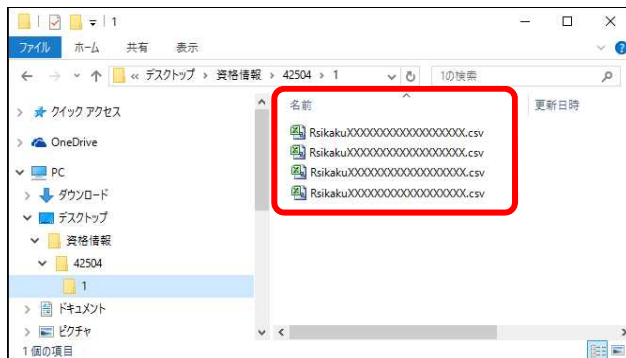 1
ファイル ホーム 共有 表示
« デスクトップ › 資格情報 › 42504 › 1 1の検索
名前 更新日時
クイック アクセス
OneDrive
PC
ダウンロード
デスクトップ
資格情報
42504
1
ドキュメント
ピクチャ
RsikakuXXXXXXXXXXXXXXXXXXX.csv
RsikakuXXXXXXXXXXXXXXXXXXX.csv
RsikakuXXXXXXXXXXXXXXXXXXX.csv
RsikakuXXXXXXXXXXXXXXXXXXX.csv
1 個の項目